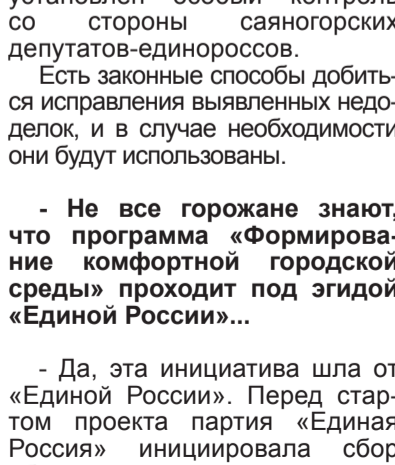 установлен особый контроль
со стороны саяногорских
депутатов-единороссов.
Есть законные способы добить-
ся исправления выявленных недо-
делок, и в случае необходимости
они будут использованы.
- Не все горожане знают,
что программа «Формирова-
ние комфортной городской
среды» проходит под эгидой
«Единой России»...
- Да, эта инициатива шла от
«Единой России». Перед стар-
том проекта партия «Единая
Россия» инициировала сбор